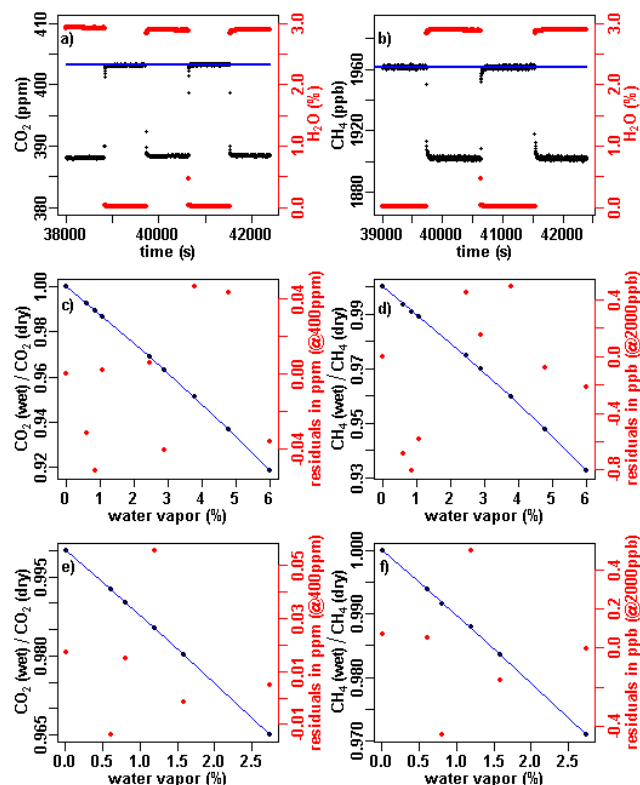 a)
410
400
390
380
CO2 (ppm)
3.0
2.0
1.0
0.0
H2O (%)
38000 40000 42000
time (s)
b)
1960
1920
1880
CH4 (ppb)
3.0
2.0
1.0
0.0
H2O (%)
39000 40000 41000 42000
time (s)
c)
1.00
0.98
0.96
0.94
0.92
CO2 (wet) / CO2 (dry)
0.04
0.00
-0.04
residuals in ppm (@400ppm)
0 1 2 3 4 5 6
water vapor (%)
d)
0.99
0.97
0.95
0.93
CH4 (wet) / CH4 (dry)
0.4
0.0
-0.4
-0.8
residuals in ppb (@2000ppb)
0 1 2 3 4 5 6
water vapor (%)
e)
0.995
0.980
0.965
CO2 (wet) / CO2 (dry)
0.05
0.03
0.01
-0.01
residuals in ppm (@400ppm)
0.0 0.5 1.0 1.5 2.0 2.5
water vapor (%)
f)
1.000
0.990
0.980
0.970
CH4 (wet) / CH4 (dry)
0.4
0.2
0.0
-0.4
residuals in ppb (@2000ppb)
0.0 0.5 1.0 1.5 2.0 2.5
water vapor (%)